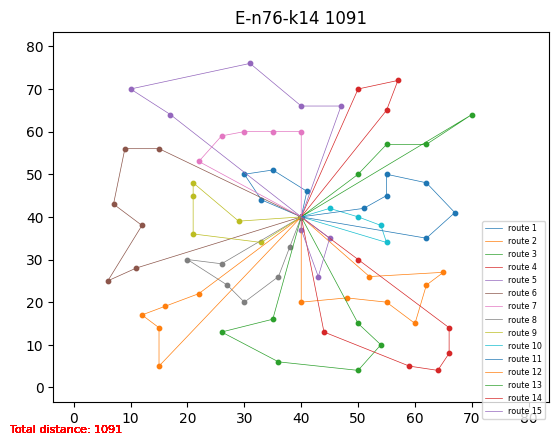 E-n76-k14 1091
80
70
60
50
40
30
20
10
0
0 10 20 30 40 50 60 70 80
route 1
route 2
route 3
route 4
route 5
route 6
route 7
route 8
route 9
route 10
route 11
route 12
route 13
route 14
route 15
Total distance: 1091